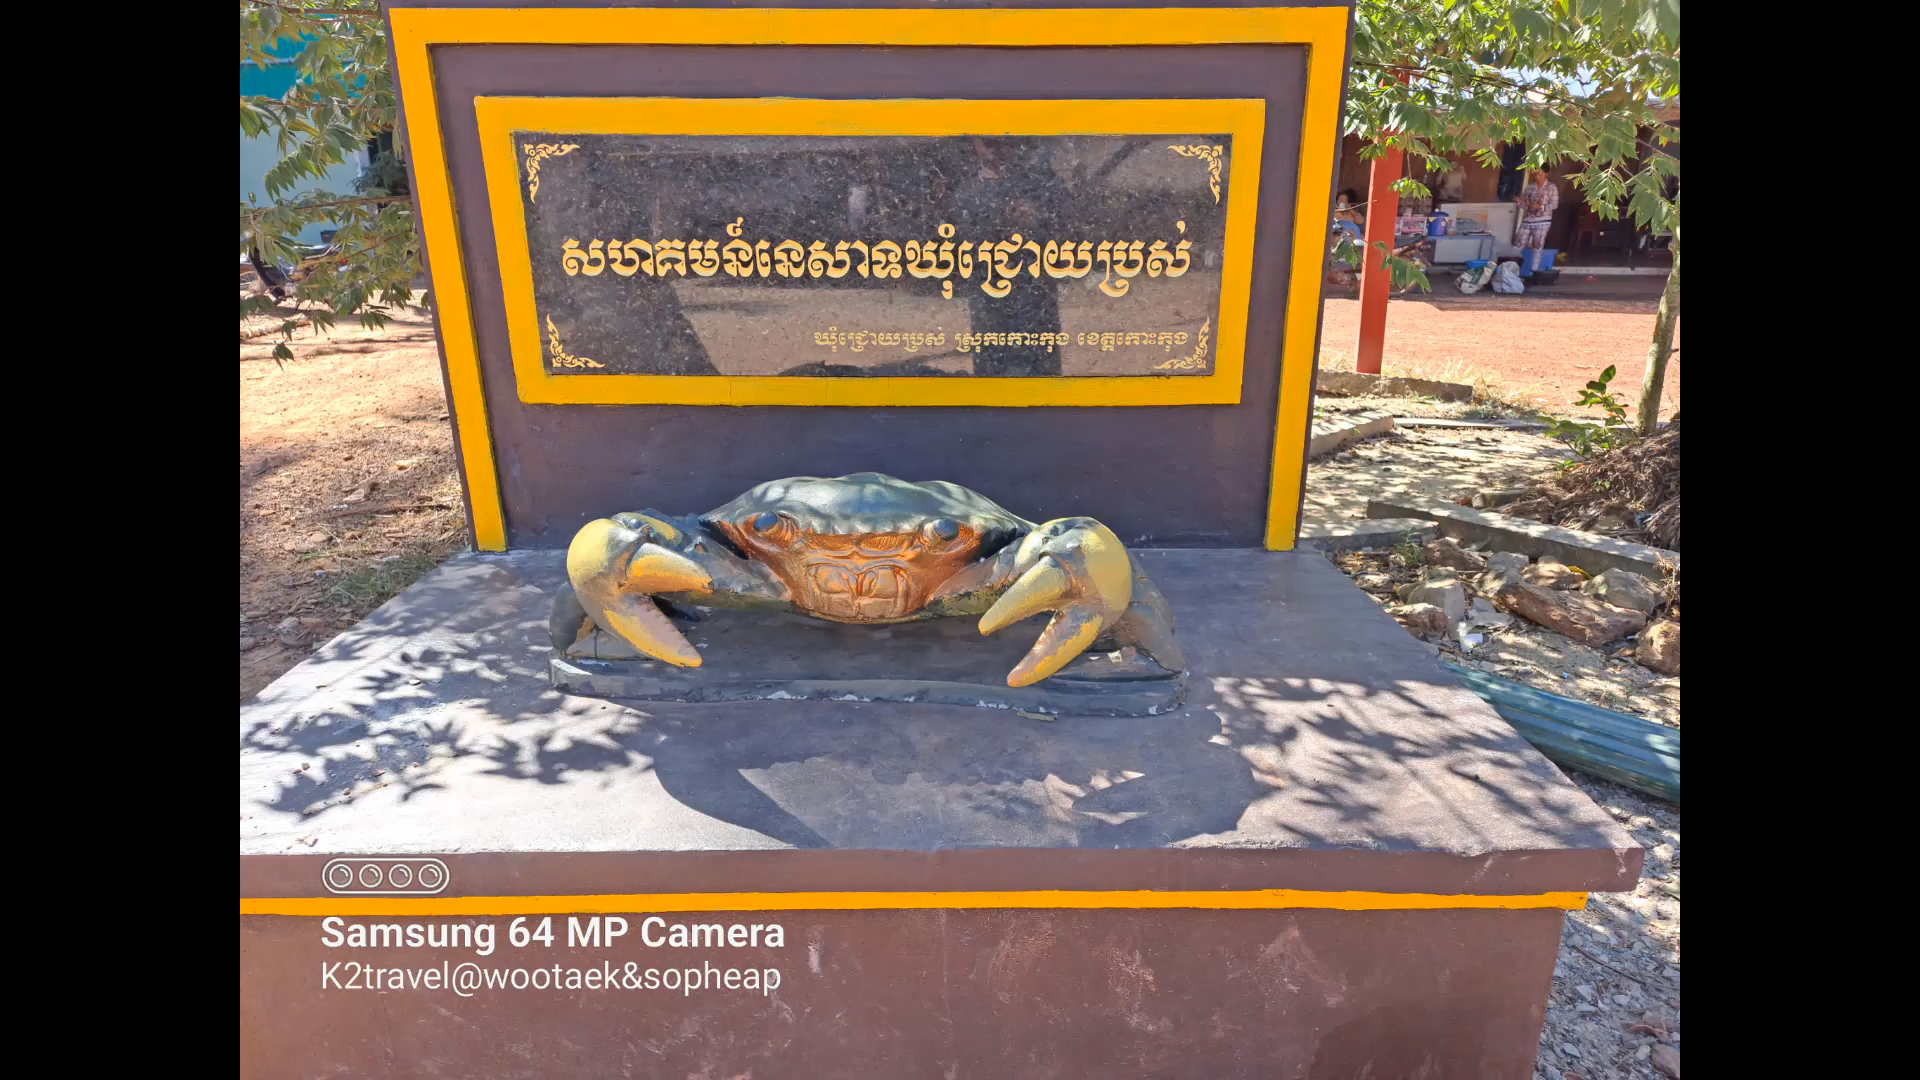 សហគមន៍នេសាទឃុំជ្រោយប្រស់
ឃុំជ្រោយប្រស់ ស្រុកកោះកុង ខេត្តកោះកុង
Samsung 64 MP Camera
K2travel@wootaek&sopheap